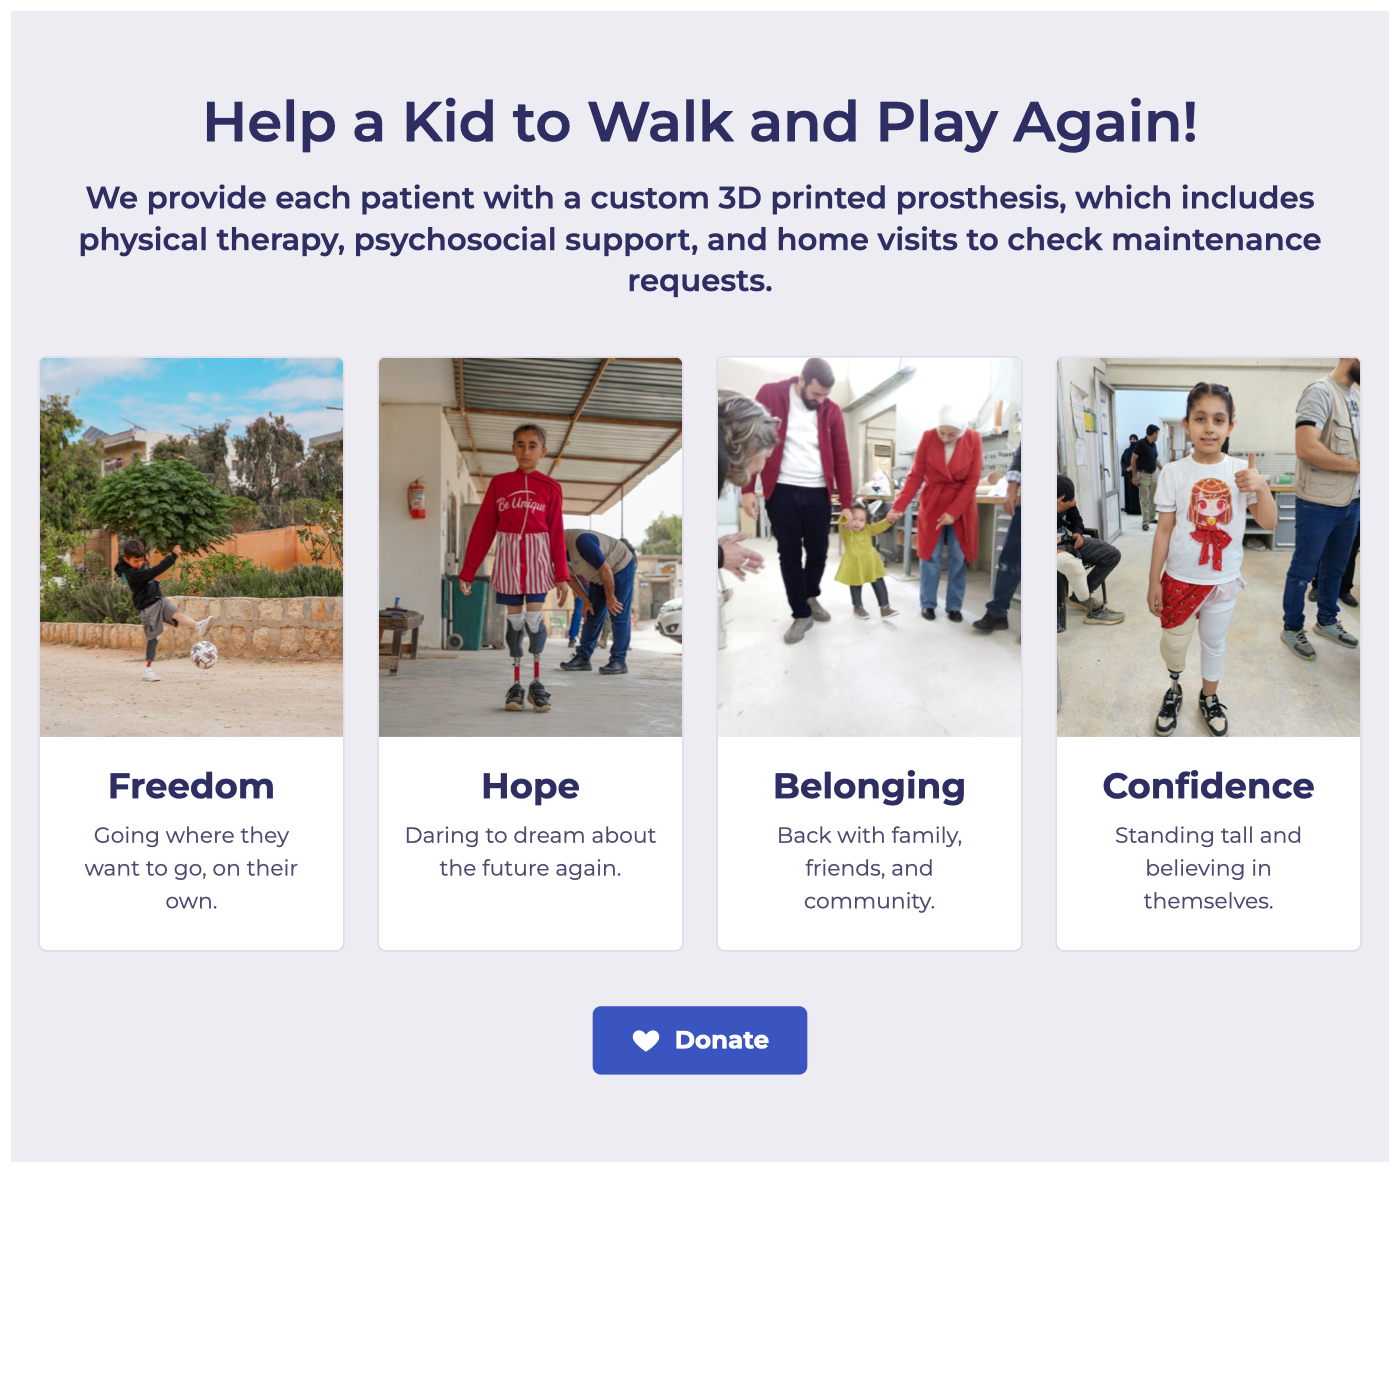 Help a Kid to Walk and Play Again!
We provide each patient with a custom 3D printed prosthesis, which includes
physical therapy, psychosocial support, and home visits to check maintenance
requests.
Be Unique
Freedom
Going where they
want to go, on their
own.
Hope
Daring to dream about
the future again.
Belonging
Back with family,
friends, and
community.
Confidence
Standing tall and
believing in
themselves.
Donate